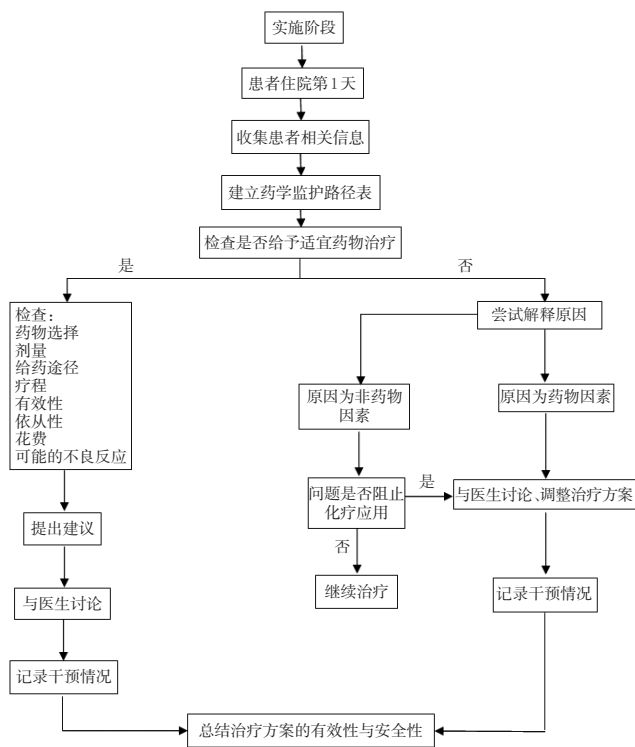 实施阶段
患者住院第1天
收集患者相关信息
建立药学监护路径表
检查是否给予适宜药物治疗
是
否
检查：
药物选择
剂量
给药途径
疗程
有效性
依从性
花费
可能的不良反应
尝试解释原因
原因为非药物
因素
原因为药物因素
问题是否阻止
化疗应用
是
与医生讨论、调整治疗方案
提出建议
否
与医生讨论
继续治疗
记录干预情况
记录干预情况
总结治疗方案的有效性与安全性